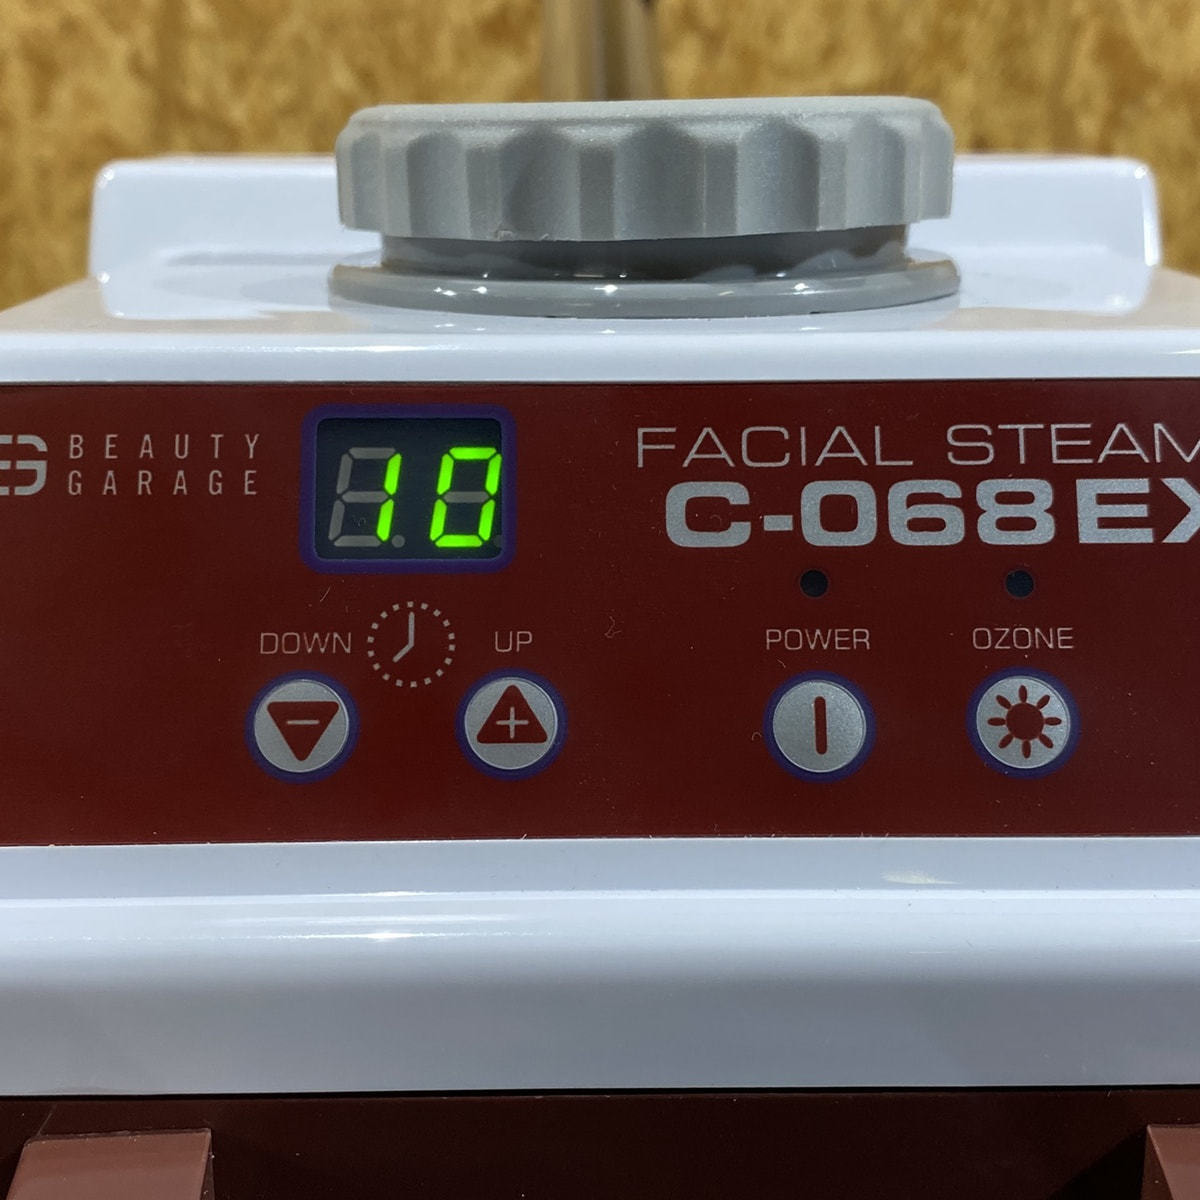 BEAUTY
GARAGE
10
FACIAL STEAM
C-068EX
DOWN
UP
POWER
OZONE